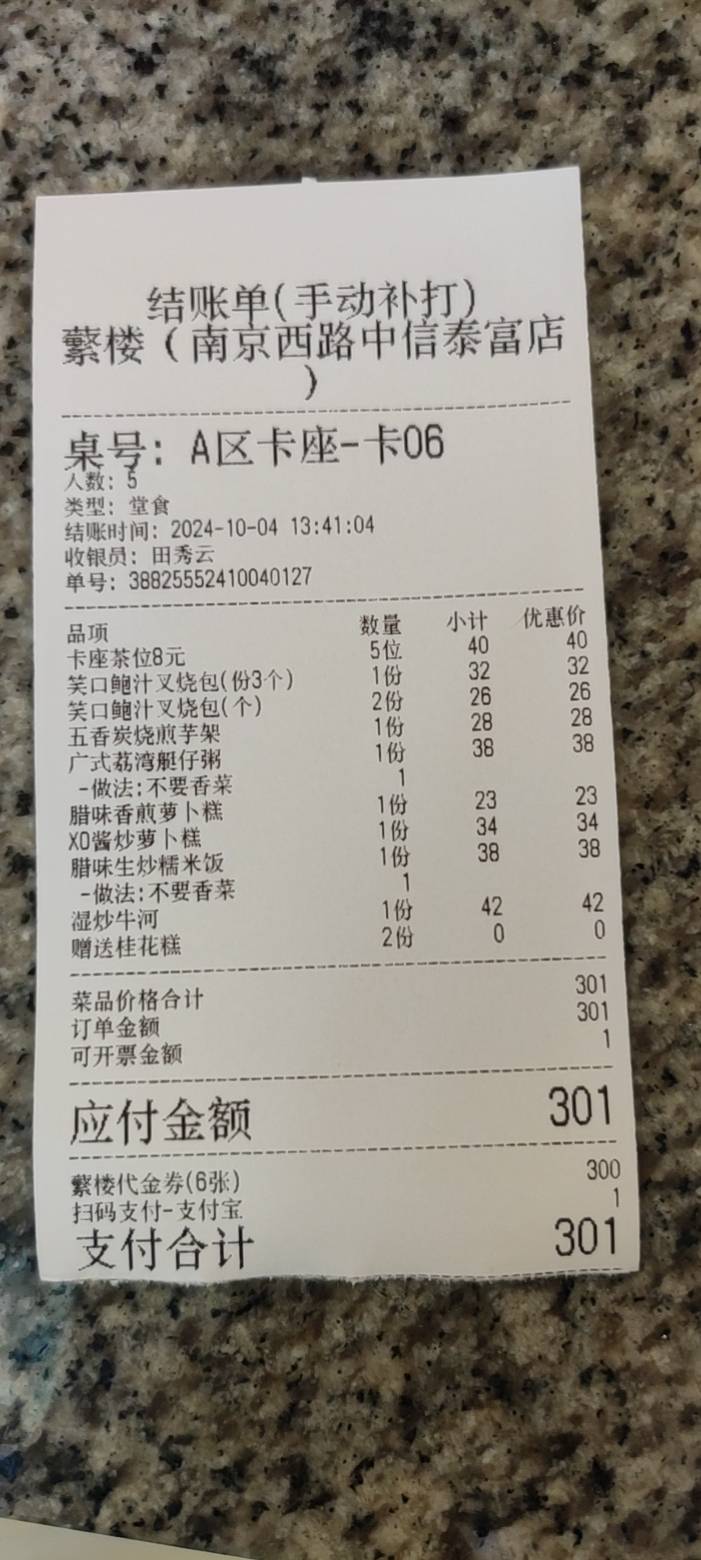 结账单(手动补打)
蘩楼（南京西路中信泰富店
）
桌号: A区卡座-卡06
人数: 5
类型: 堂食
结账时间: 2024-10-04 13:41:04
收银员: 田秀云
单号: 38825552410040127
品项 数量 小计 优惠价
卡座茶位8元 5位 40 40
笑口鲍汁叉烧包(份3个) 1份 32 32
笑口鲍汁叉烧包(个) 2份 26 26
五香炭烧煎芋架 1份 28 28
广式荔湾艇仔粥 1份 38 38
-做法:不要香菜 1
腊味香煎萝卜糕 1份 23 23
XO酱炒萝卜糕 1份 34 34
腊味生炒糯米饭 1份 38 38
-做法:不要香菜 1
湿炒牛河 1份 42 42
赠送桂花糕 2份 0 0
菜品价格合计 301
订单金额 301
可开票金额 1
应付金额 301
蘩楼代金券(6张) 300
扫码支付-支付宝 1
支付合计 301